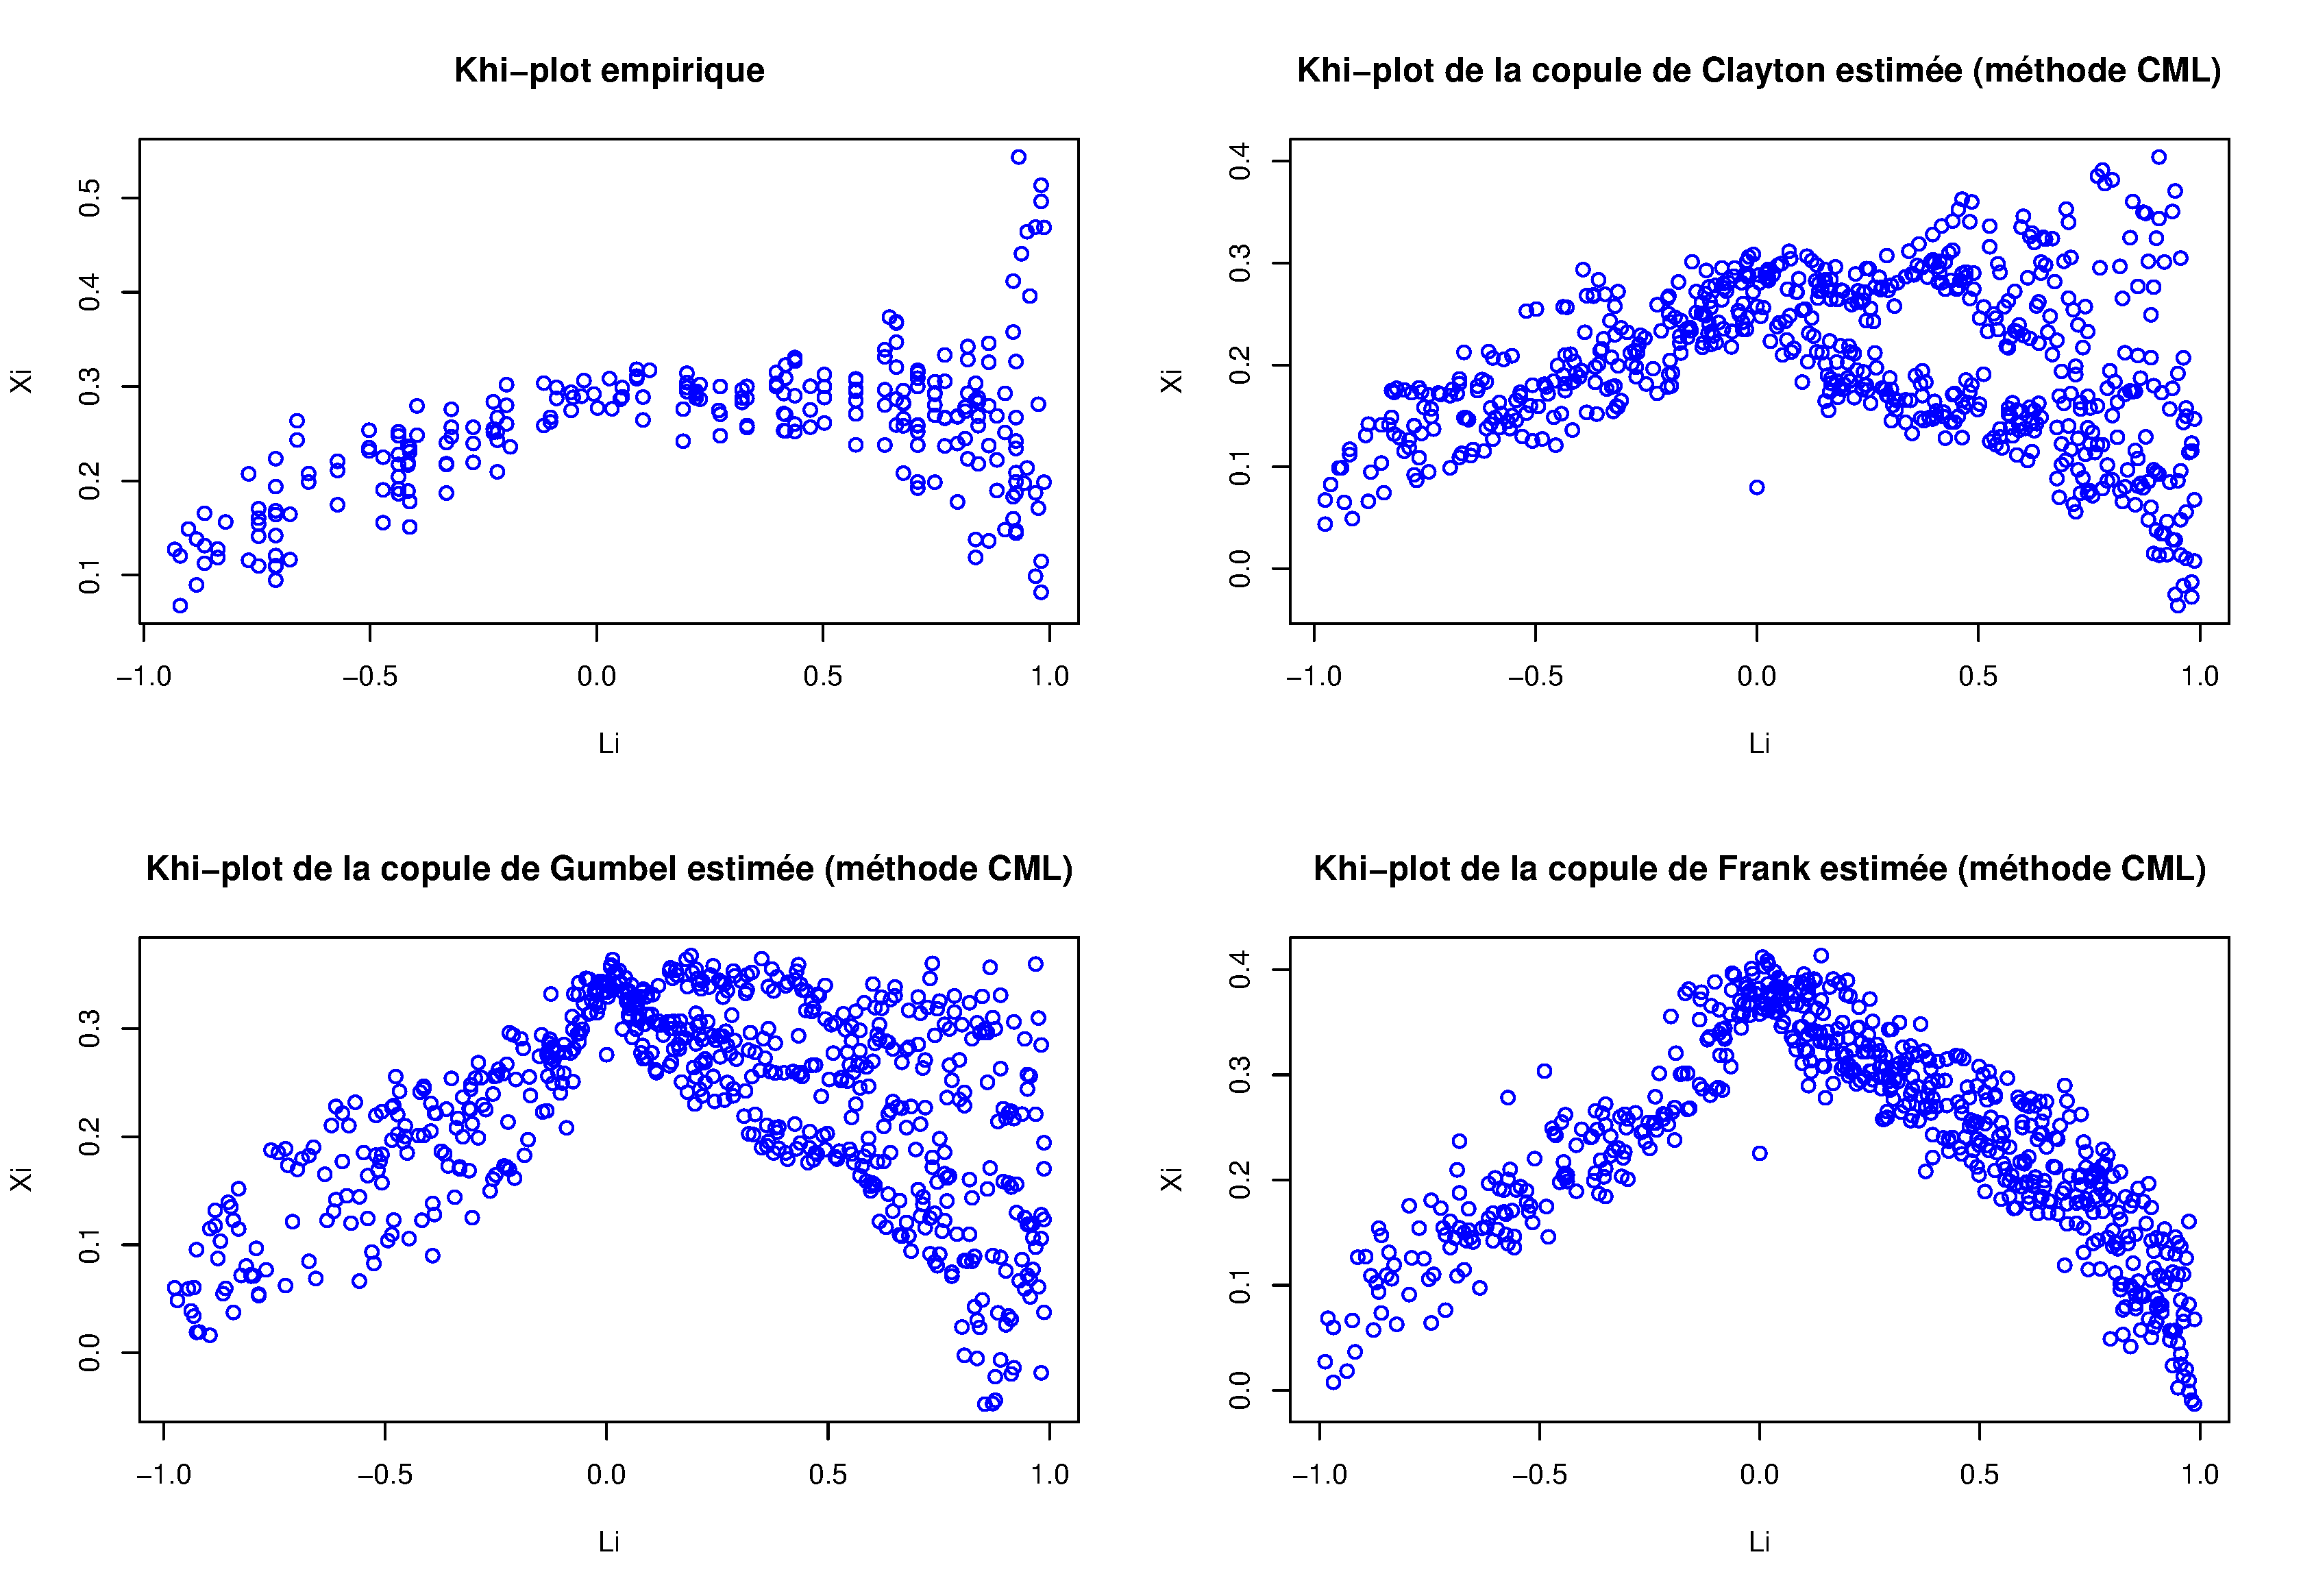 Khi−plot empirique
Xi
0.5
0.4
0.3
0.2
0.1
−1.0 −0.5 0.0 0.5 1.0
Li
Khi−plot de la copule de Clayton estimée (méthode CML)
Xi
0.4
0.3
0.2
0.1
0.0
−1.0 −0.5 0.0 0.5 1.0
Li
Khi−plot de la copule de Gumbel estimée (méthode CML)
Xi
0.3
0.2
0.1
0.0
−1.0 −0.5 0.0 0.5 1.0
Li
Khi−plot de la copule de Frank estimée (méthode CML)
Xi
0.4
0.3
0.2
0.1
0.0
−1.0 −0.5 0.0 0.5 1.0
Li